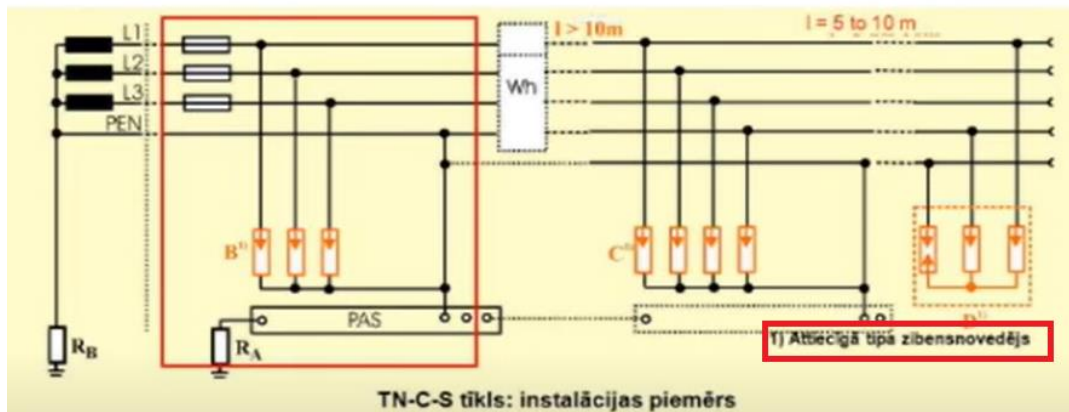 l > 10m
l = 5 to 10 m
L1
L2
L3
PEN
Wh
B¹⁾
C¹⁾
D¹⁾
PAS
R_B
R_A
1) Attiecīgā tipa zibensnovedējs
TN-C-S tīkls: instalācijas piemērs